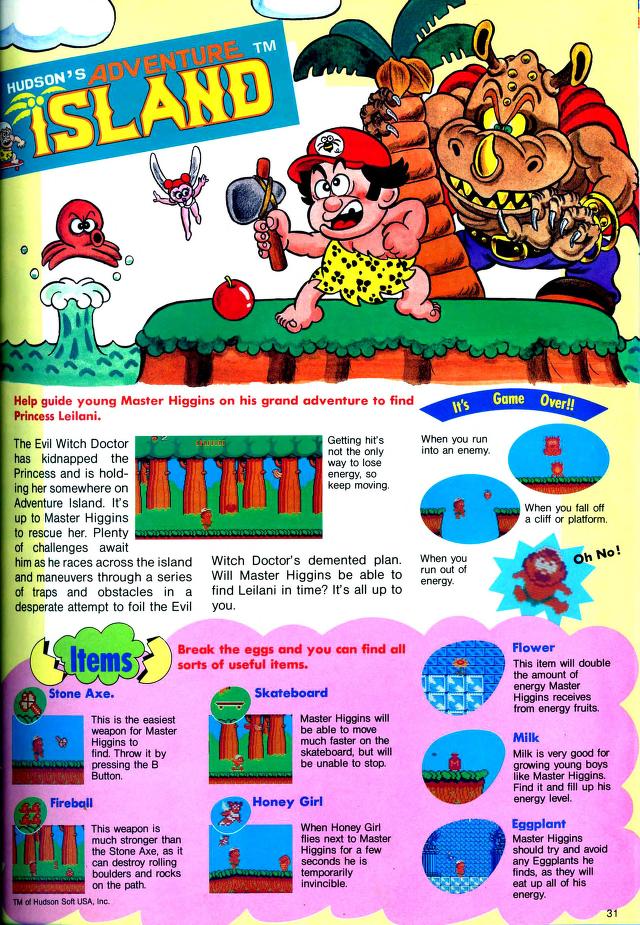 HUDSON'S ADVENTURE
ISLAND™
Help guide young Master Higgins on his grand adventure to find
Princess Leilani.
The Evil Witch Doctor
has kidnapped the
Princess and is hold-
ing her somewhere on
Adventure Island. It's
up to Master Higgins
to rescue her. Plenty
of challenges await
him as he races across the island
and maneuvers through a series
of traps and obstacles in a
desperate attempt to foil the Evil
Witch Doctor's demented plan.
Will Master Higgins be able to
find Leilani in time? It's all up to
you.
Getting hit's
not the only
way to lose
energy, so
keep moving.
It's Game Over!!
When you run
into an enemy.
When you fall off
a cliff or platform.
When you
run out of
energy.
Oh No!
Items
Break the eggs and you can find all
sorts of useful items.
Stone Axe.
This is the easiest
weapon for Master
Higgins to
find. Throw it by
pressing the B
Button.
Fireball
This weapon is
much stronger than
the Stone Axe, as it
can destroy rolling
boulders and rocks
on the path.
Skateboard
Master Higgins will
be able to move
much faster on the
skateboard, but will
be unable to stop.
Honey Girl
When Honey Girl
flies next to Master
Higgins for a few
seconds he is
temporarily
invincible.
Flower
This item will double
the amount of
energy Master
Higgins receives
from energy fruits.
Milk
Milk is very good for
growing young boys
like Master Higgins.
Find it and fill up his
energy level.
Eggplant
Master Higgins
should try and avoid
any Eggplants he
finds, as they will
eat up all of his
energy.
TM of Hudson Soft USA, Inc.
31